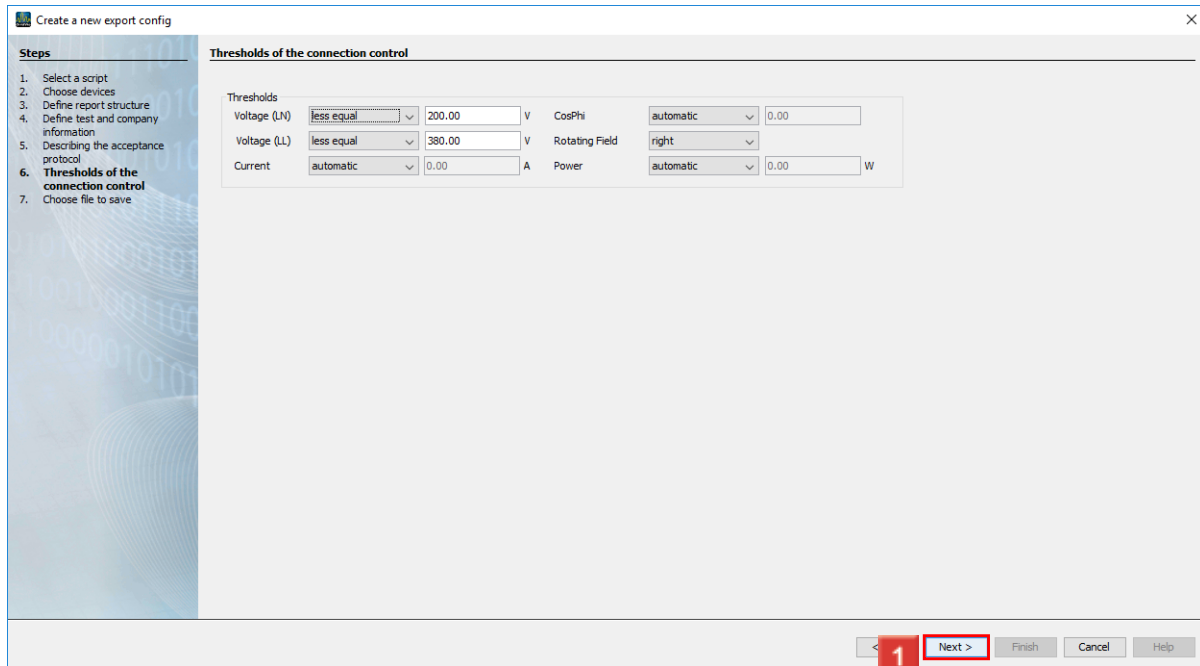 Create a new export config
Steps
1. Select a script
2. Choose devices
3. Define report structure
4. Define test and company
information
5. Describing the acceptance
protocol
6. Thresholds of the
connection control
7. Choose file to save
Thresholds of the connection control
Thresholds
Voltage (LN) less equal 200.00 V CosPhi automatic 0.00
Voltage (LL) less equal 380.00 V Rotating Field right
Current automatic 0.00 A Power automatic 0.00 W
< 1 Next > Finish Cancel Help